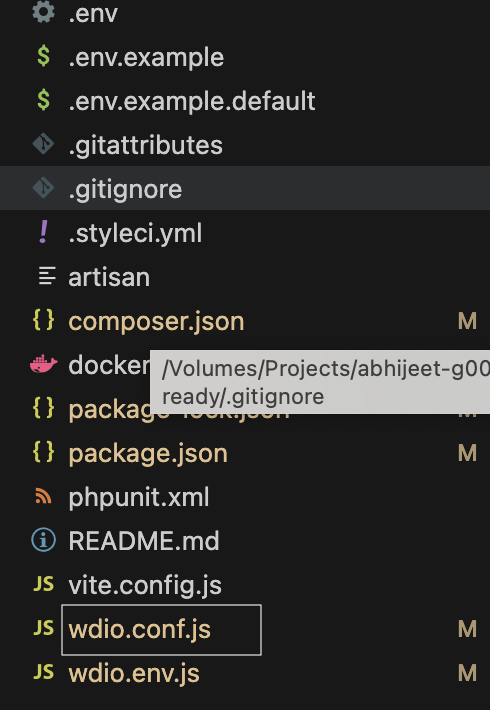 .env
$ .env.example
$ .env.example.default
.gitattributes
.gitignore
! .styleci.yml
artisan
{} composer.json M
docker
/Volumes/Projects/abhijeet-g00
ready/.gitignore
{} package-lock.json M
{} package.json M
phpunit.xml
README.md
JS vite.config.js
JS wdio.conf.js M
JS wdio.env.js M